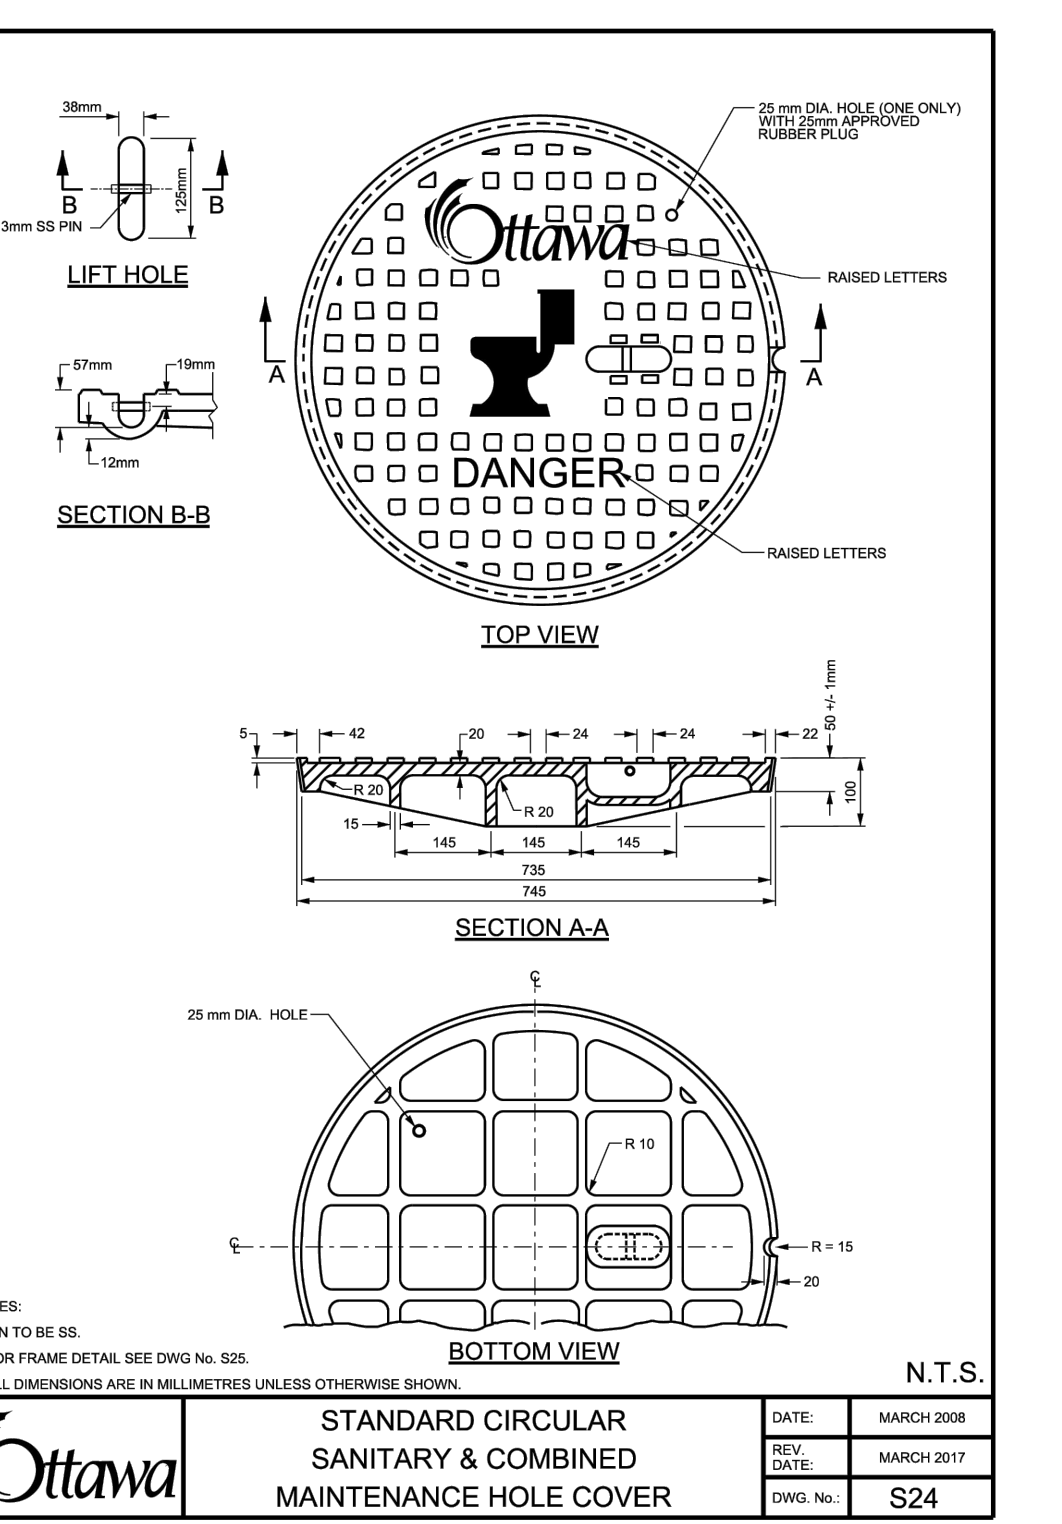 38mm
B
B
125mm
3mm SS PIN
LIFT HOLE
25 mm DIA. HOLE (ONE ONLY)
WITH 25mm APPROVED
RUBBER PLUG
Ottawa
RAISED LETTERS
A
A
57mm
19mm
12mm
SECTION B-B
DANGER
RAISED LETTERS
TOP VIEW
50 +/- 1mm
5
42
20
24
24
22
R 20
R 20
100
15
145
145
145
735
745
SECTION A-A
℄
25 mm DIA. HOLE
R 10
℄
R = 15
20
BOTTOM VIEW
ES:
N TO BE SS.
OR FRAME DETAIL SEE DWG No. S25.
LL DIMENSIONS ARE IN MILLIMETRES UNLESS OTHERWISE SHOWN.
N.T.S.
Ottawa
STANDARD CIRCULAR
SANITARY & COMBINED
MAINTENANCE HOLE COVER
DATE:
MARCH 2008
REV.
DATE:
MARCH 2017
DWG. No.:
S24